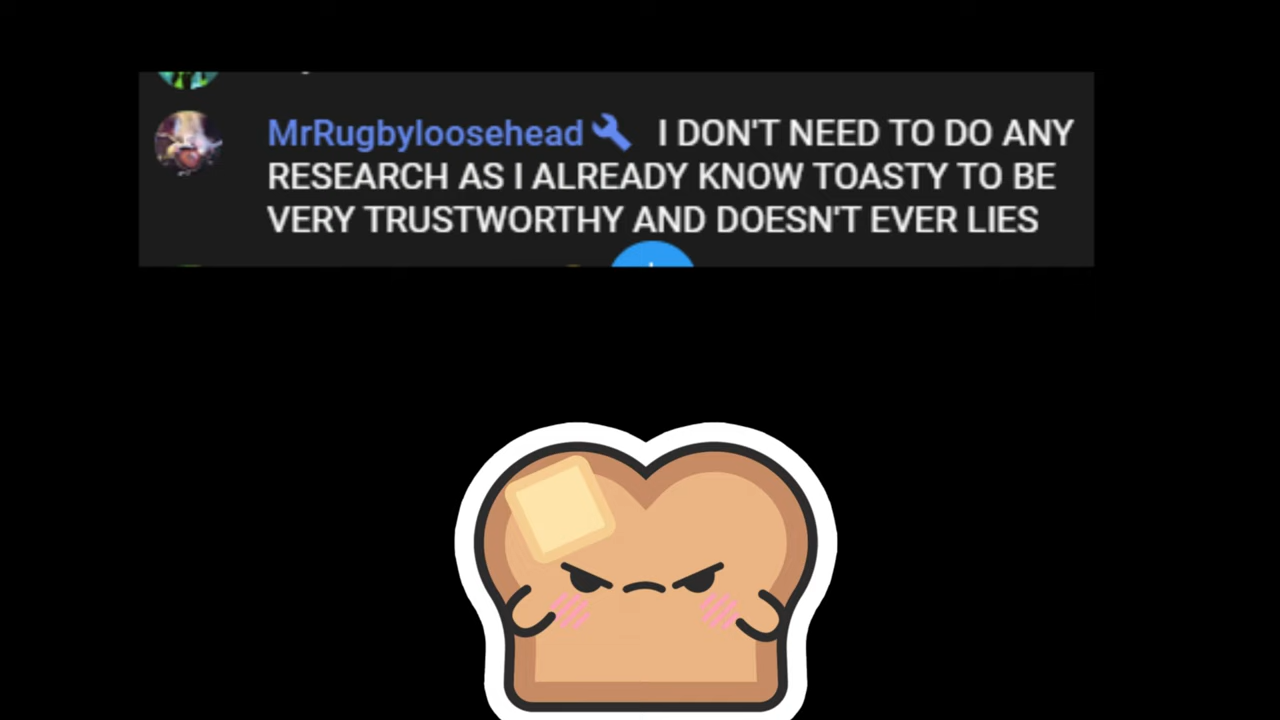 MrRugbyloosehead I DON'T NEED TO DO ANY
RESEARCH AS I ALREADY KNOW TOASTY TO BE
VERY TRUSTWORTHY AND DOESN'T EVER LIES